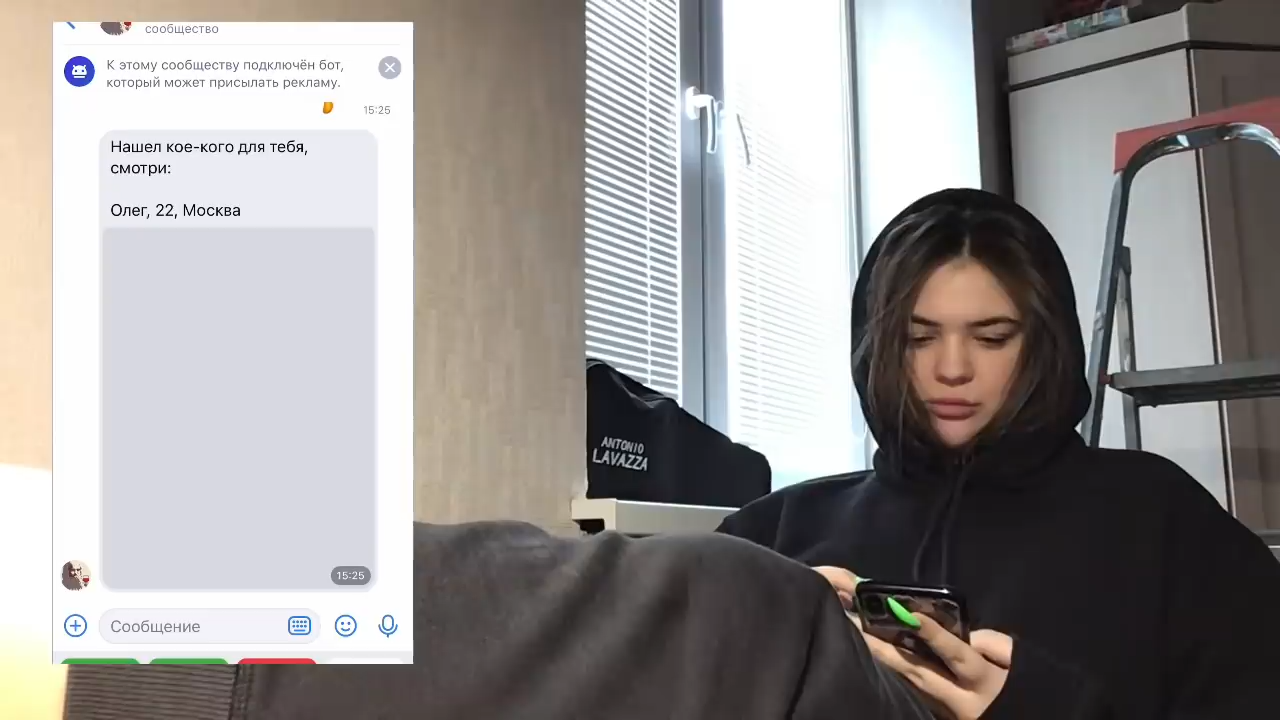 сообщество
К этому сообществу подключён бот,
который может присылать рекламу.
15:25
Нашел кое-кого для тебя,
смотри:
Олег, 22, Москва
15:25
Сообщение
ANTONIO
LAVAZZA